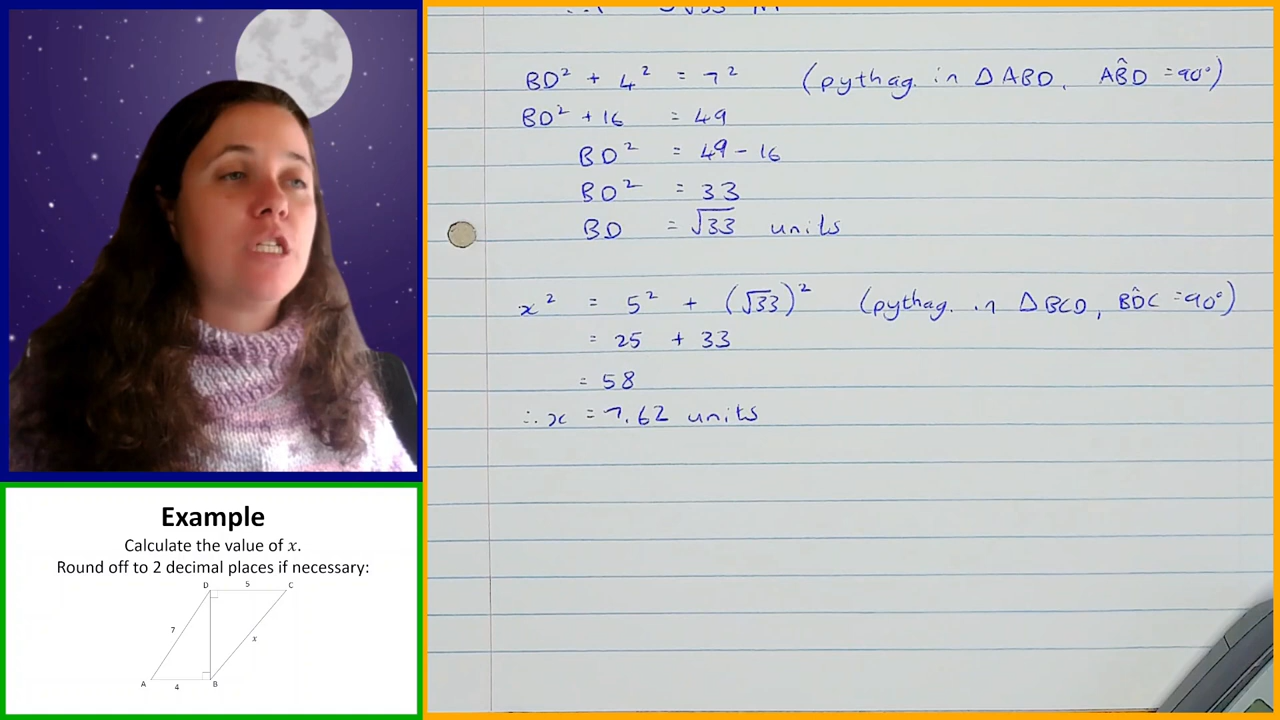 BD² + 4² = 7² (pythag. in △ABD, AB̂D = 90°)
BD² + 16 = 49
BD² = 49 - 16
BD² = 33
BD = √33 units
x² = 5² + (√33)² (pythag. in △BCD, BD̂C = 90°)
= 25 + 33
= 58
∴ x = 7.62 units
Example
Calculate the value of x.
Round off to 2 decimal places if necessary:
D 5 C
7
x
A 4 B